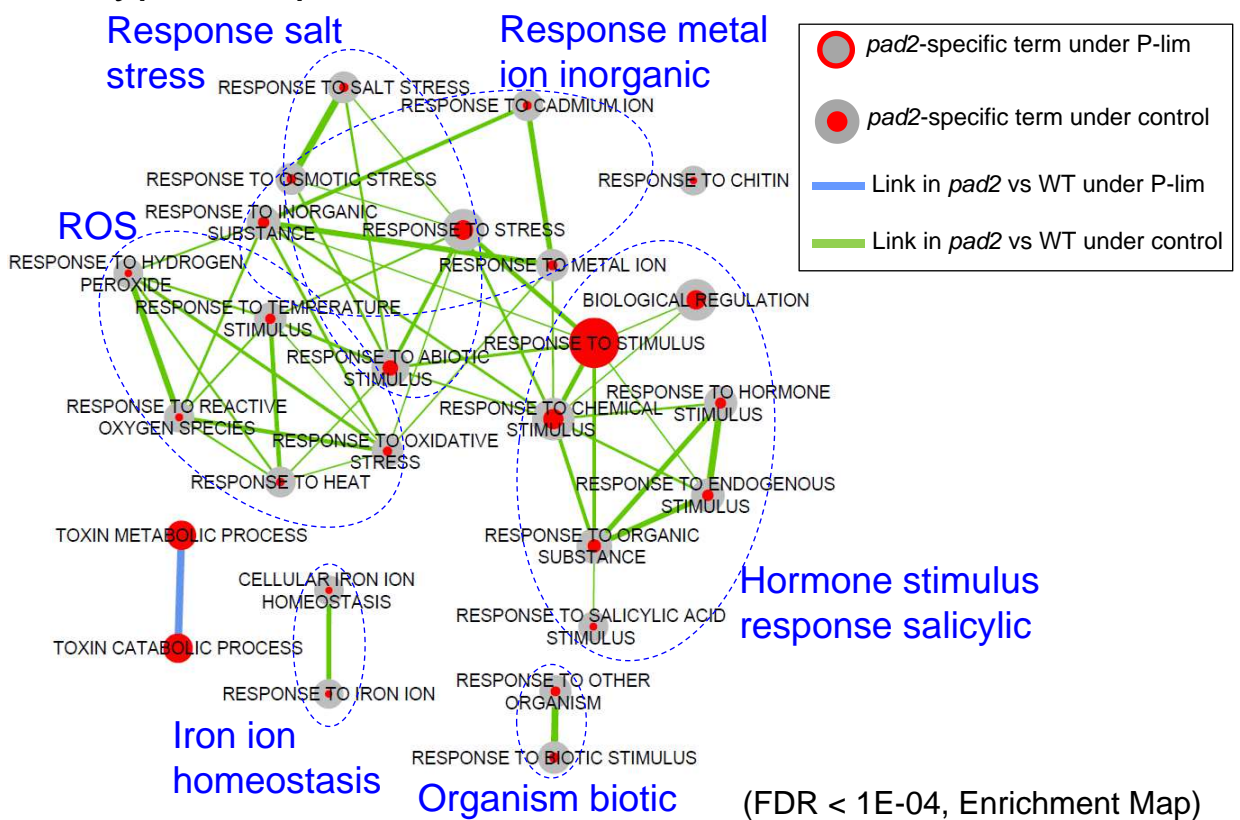 Response salt
stress
Response metal
ion inorganic
pad2-specific term under P-lim
pad2-specific term under control
Link in pad2 vs WT under P-lim
Link in pad2 vs WT under control
RESPONSE TO SALT STRESS
RESPONSE TO CADMIUM ION
RESPONSE TO OSMOTIC STRESS
RESPONSE TO CHITIN
ROS
RESPONSE TO INORGANIC
SUBSTANCE
RESPONSE TO STRESS
RESPONSE TO HYDROGEN
PEROXIDE
RESPONSE TO METAL ION
RESPONSE TO TEMPERATURE
STIMULUS
BIOLOGICAL REGULATION
RESPONSE TO STIMULUS
RESPONSE TO ABIOTIC
STIMULUS
RESPONSE TO HORMONE
STIMULUS
RESPONSE TO REACTIVE
OXYGEN SPECIES
RESPONSE TO CHEMICAL
STIMULUS
RESPONSE TO OXIDATIVE
STRESS
RESPONSE TO HEAT
RESPONSE TO ENDOGENOUS
STIMULUS
TOXIN METABOLIC PROCESS
RESPONSE TO ORGANIC
SUBSTANCE
CELLULAR IRON ION
HOMEOSTASIS
Hormone stimulus
response salicylic
RESPONSE TO SALICYLIC ACID
STIMULUS
TOXIN CATABOLIC PROCESS
RESPONSE TO IRON ION
RESPONSE TO OTHER
ORGANISM
Iron ion
homeostasis
RESPONSE TO BIOTIC STIMULUS
Organism biotic
(FDR < 1E-04, Enrichment Map)